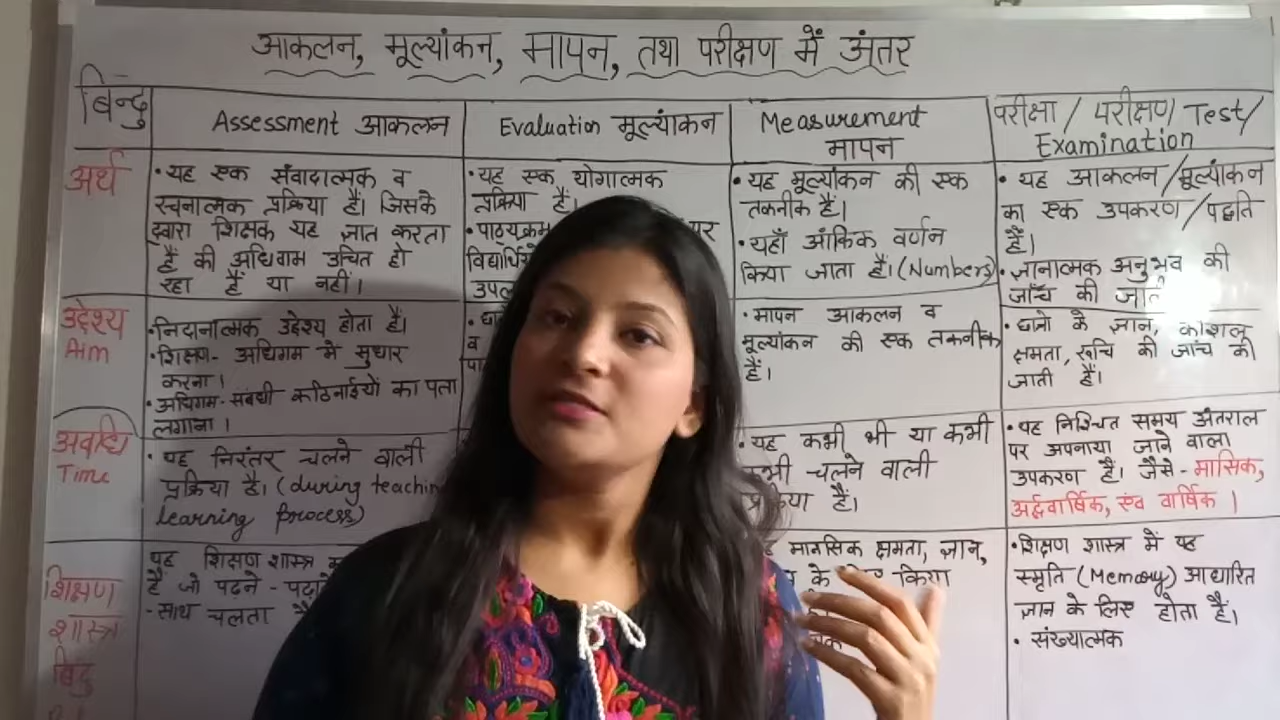 आकलन, मूल्यांकन, मापन, तथा परीक्षण में अंतर
बिन्दु
Assessment आकलन
Evaluation मूल्यांकन
Measurement
मापन
परीक्षा / परीक्षण Test/
Examination
अर्थ
• यह एक संवादात्मक व
रचनात्मक प्रक्रिया हैं। जिसके
द्वारा शिक्षक यह ज्ञात करता
हैं की अधिगम उचित हो
रहा हैं या नहीं।
• यह एक योगात्मक
प्रक्रिया हैं।
• पाठ्यक्रम
पर
• यह मूल्यांकन की एक
तकनीक हैं।
• यहाँ आंकिक वर्णन
किया जाता हैं। (Numbers)
• यह आकलन/मूल्यांकन
का एक उपकरण/पद्धति
हैं।
• ज्ञानात्मक अनुभव की
जाँच की
उद्देश्य
Aim
• निदानात्मक उद्देश्य होता हैं।
• शिक्षण- अधिगम में सुधार
करना।
• अधिगम-संबंधी कठिनाईयों का पता
लगाना।
व
• मापन आकलन व
मूल्यांकन की एक तकनीक
हैं।
• छात्रो के ज्ञान, कौशल
क्षमता, रूचि की जांच की
जाती हैं।
अवधि
Time
• यह निरंतर चलने वाली
प्रक्रिया हैं। (during teaching
learning process)
• यह कभी भी या कभी
कभी चलने वाली
प्रक्रिया हैं।
• यह निश्चित समय अंतराल
पर अपनाया जाने वाला
उपकरण हैं। जैसे- मासिक,
अर्द्धवार्षिक, एंव वार्षिक।
शिक्षण
शास्त्र
बिंदु
यह शिक्षण शास्त्र
हैं जो पढने -
- साथ चलता
मानसिक क्षमता, ज्ञान,
के लिए किया
• शिक्षण शास्त्र में यह
स्मृति (Memory) आधारित
ज्ञान के लिए होता हैं।
• संख्यात्मक